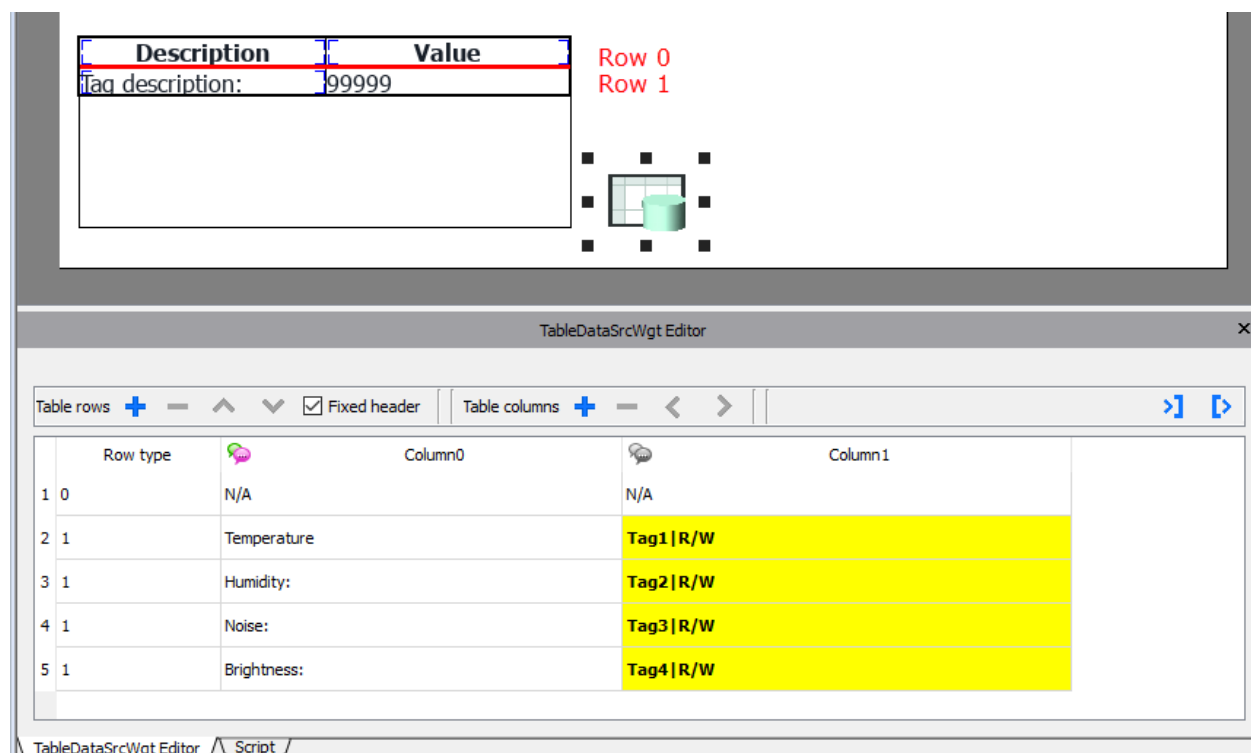 Description Value
Row 0
Tag description: 99999
Row 1
TableDataSrcWgt Editor
Table rows Fixed header Table columns
Row type Column0 Column1
1 0 N/A N/A
2 1 Temperature Tag1|R/W
3 1 Humidity: Tag2|R/W
4 1 Noise: Tag3|R/W
5 1 Brightness: Tag4|R/W
TableDataSrcWgt Editor Script